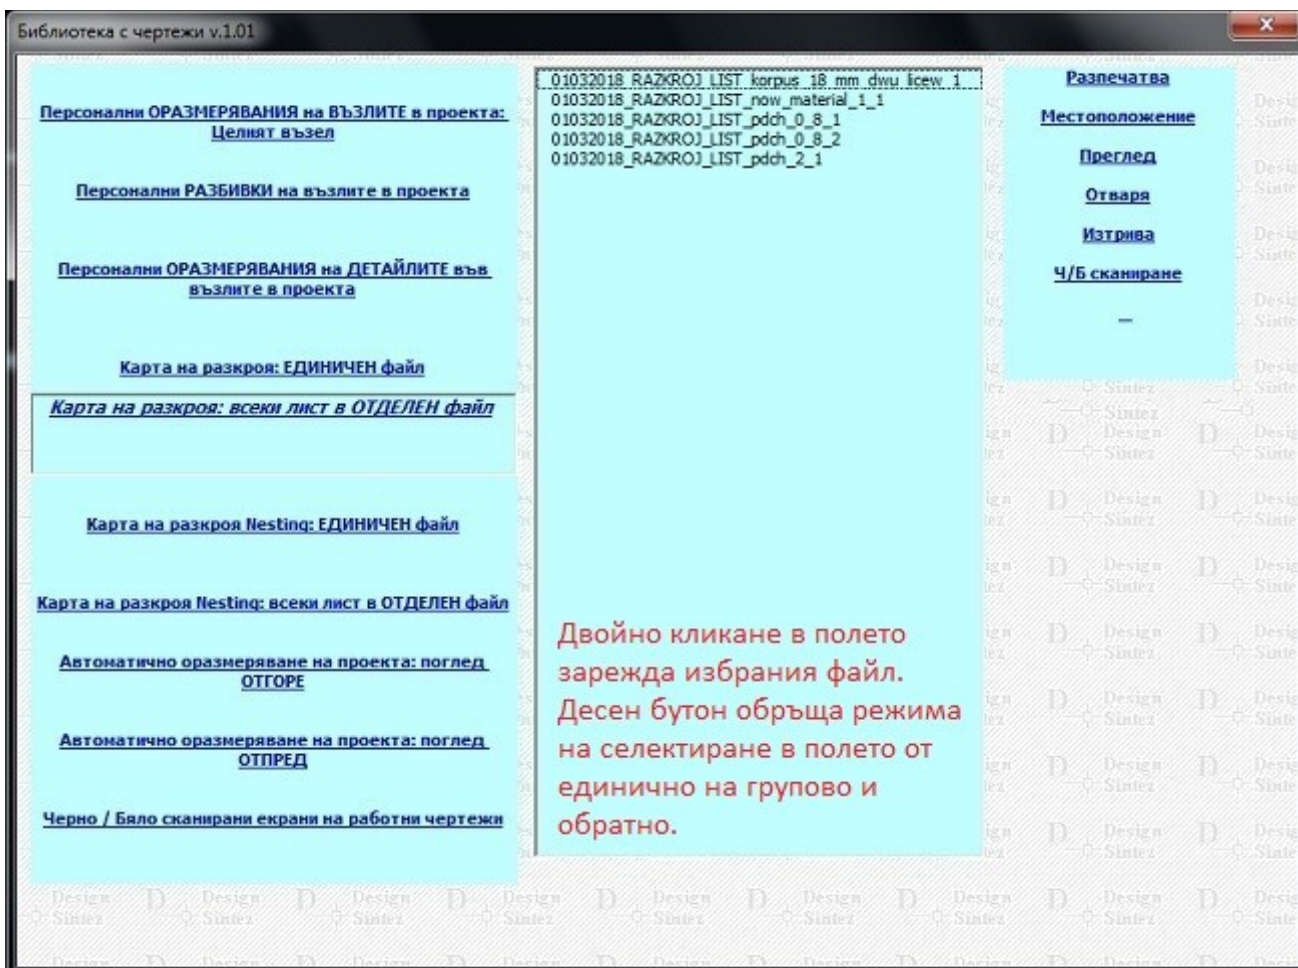 Библиотека с чертежи v.1.01
Персонални ОРАЗМЕРЯВАНИЯ на ВЪЗЛИТЕ в проекта:
Целият възел
Персонални РАЗБИВКИ на възлите в проекта
Персонални ОРАЗМЕРЯВАНИЯ на ДЕТАЙЛИТЕ във
възлите в проекта
Карта на разкроя: ЕДИНИЧЕН файл
Карта на разкроя: всеки лист в ОТДЕЛЕН файл
Карта на разкроя Nesting: ЕДИНИЧЕН файл
Карта на разкроя Nesting: всеки лист в ОТДЕЛЕН файл
Автоматично оразмеряване на проекта: поглед
ОТГОРЕ
Автоматично оразмеряване на проекта: поглед
ОТПРЕД
Черно / Бяло сканирани екрани на работни чертежи
01032018_RAZKROJ_LIST_korpus_18_mm_dwu_licew_1
01032018_RAZKROJ_LIST_now_material_1_1
01032018_RAZKROJ_LIST_pdch_0_8_1
01032018_RAZKROJ_LIST_pdch_0_8_2
01032018_RAZKROJ_LIST_pdch_2_1
Двойно кликане в полето
зарежда избрания файл.
Десен бутон обръща режима
на селектиране в полето от
единично на групово и
обратно.
Разпечатва
Местоположение
Преглед
Отваря
Изтрива
Ч/Б сканиране
Design
Sintez